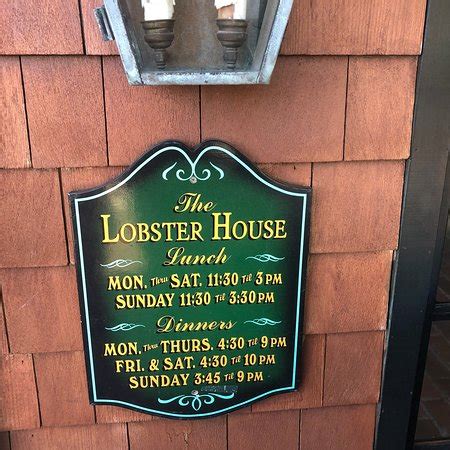 The
LOBSTER HOUSE
Lunch
MON. Thru SAT. 11:30 Til 3 PM
SUNDAY 11:30 Til 3:30 PM
Dinners
MON. Thru THURS. 4:30 Til 9 PM
FRI. & SAT. 4:30 Til 10 PM
SUNDAY 3:45 Til 9 PM